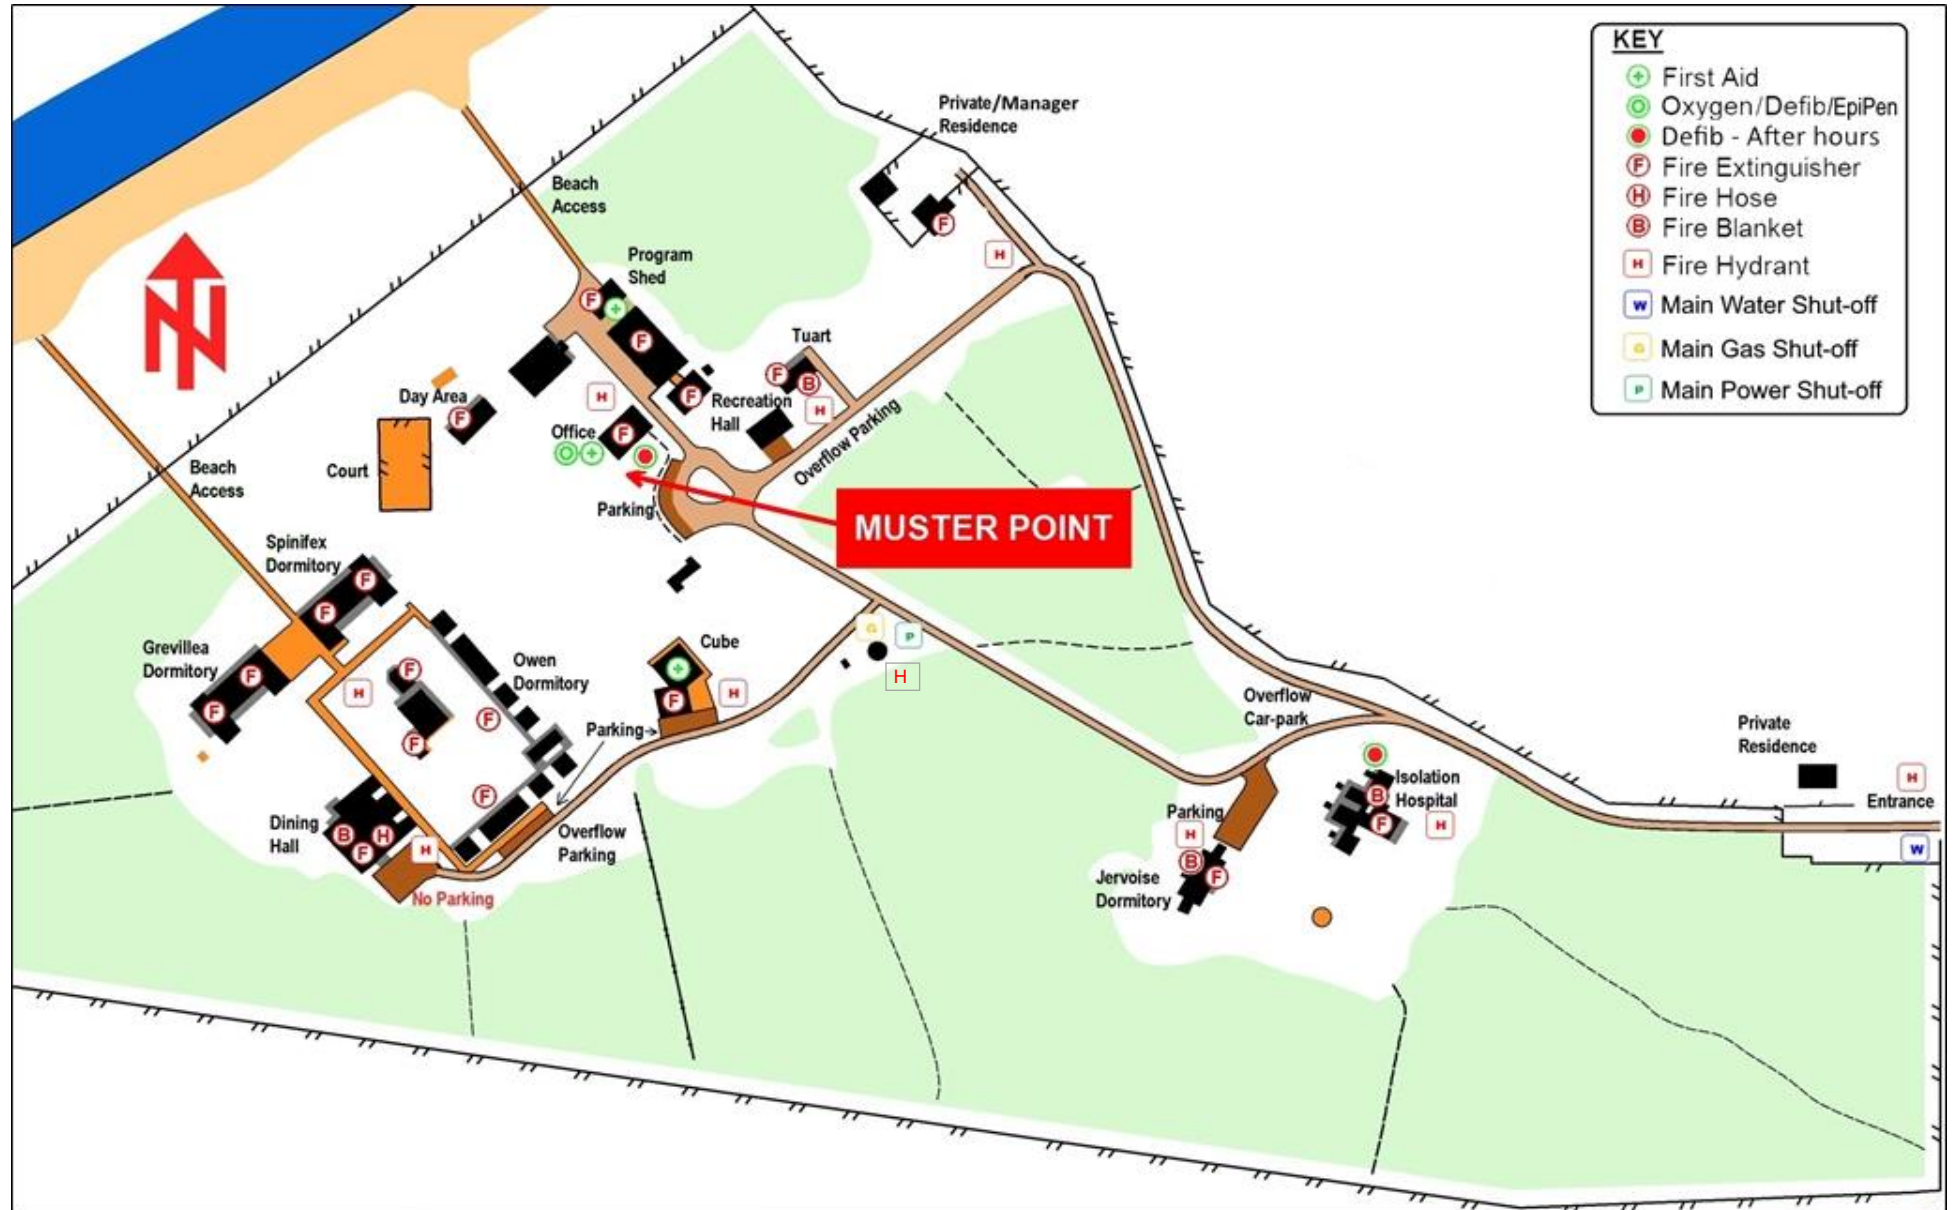 KEY
First Aid
Oxygen/Defib/EpiPen
Defib - After hours
F Fire Extinguisher
H Fire Hose
B Fire Blanket
H Fire Hydrant
W Main Water Shut-off
G Main Gas Shut-off
P Main Power Shut-off
Private/Manager
Residence
F
H
Beach
Access
N
Program
Shed
F
F
Tuart
F
B
H
H
F
Recreation
Hall
Day Area
F
Office
F
Overflow Parking
Court
Beach
Access
Parking
MUSTER POINT
Spinifex
Dormitory
F
F
Grevillea
Dormitory
F
F
F
H
F
F
Owen
Dormitory
Cube
F
H
G
P
H
Parking
Overflow
Car-park
Private
Residence
H
Entrance
W
Isolation
Hospital
B
F
H
Parking
H
B
F
Jervoise
Dormitory
F
Dining
Hall
B
H
F
H
Overflow
Parking
No Parking